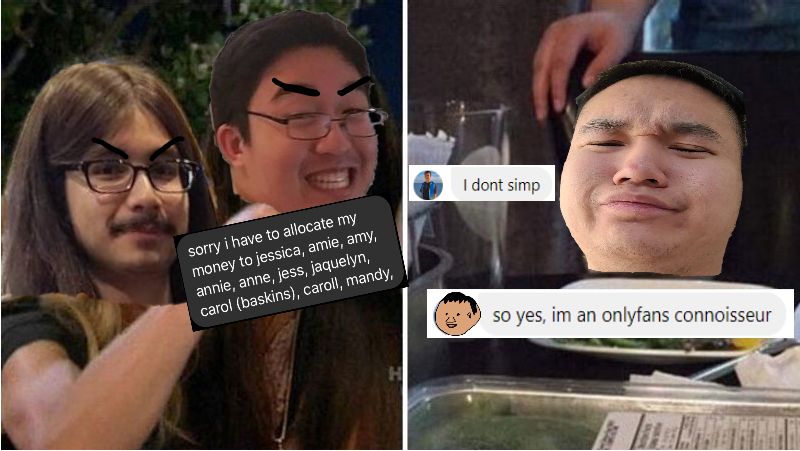 sorry i have to allocate my
money to jessica, amie, amy,
annie, anne, jess, jaquelyn,
carol (baskins), caroll, mandy,
I dont simp
so yes, im an onlyfans connoisseur